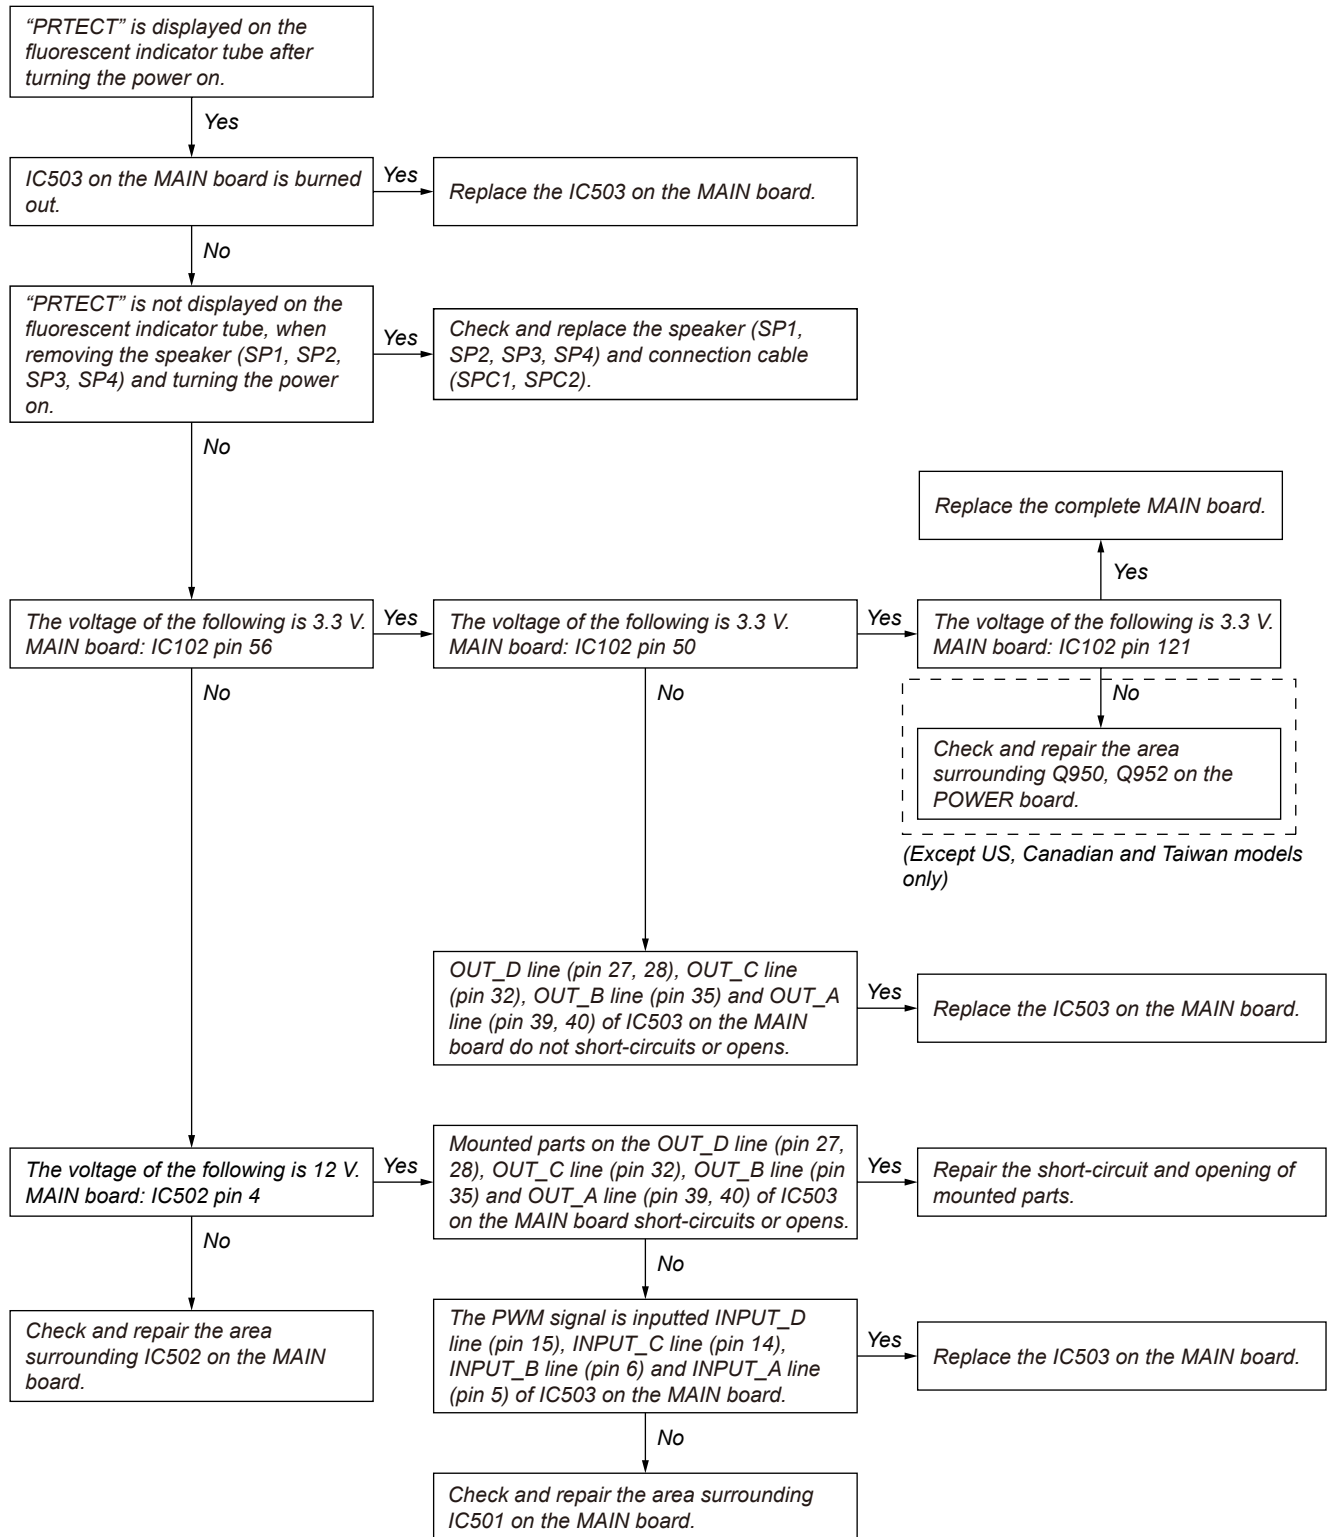 “PRTECT” is displayed on the
fluorescent indicator tube after
turning the power on.
Yes
IC503 on the MAIN board is burned
out.
Yes
Replace the IC503 on the MAIN board.
No
“PRTECT” is not displayed on the
fluorescent indicator tube, when
removing the speaker (SP1, SP2,
SP3, SP4) and turning the power
on.
Yes
Check and replace the speaker (SP1,
SP2, SP3, SP4) and connection cable
(SPC1, SPC2).
No
Replace the complete MAIN board.
Yes
The voltage of the following is 3.3 V.
MAIN board: IC102 pin 56
Yes
The voltage of the following is 3.3 V.
MAIN board: IC102 pin 50
Yes
The voltage of the following is 3.3 V.
MAIN board: IC102 pin 121
No
No
No
Check and repair the area
surrounding Q950, Q952 on the
POWER board.
(Except US, Canadian and Taiwan models
only)
OUT_D line (pin 27, 28), OUT_C line
(pin 32), OUT_B line (pin 35) and OUT_A
line (pin 39, 40) of IC503 on the MAIN
board do not short-circuits or opens.
Yes
Replace the IC503 on the MAIN board.
The voltage of the following is 12 V.
MAIN board: IC502 pin 4
Yes
Mounted parts on the OUT_D line (pin 27,
28), OUT_C line (pin 32), OUT_B line (pin
35) and OUT_A line (pin 39, 40) of IC503
on the MAIN board short-circuits or opens.
Yes
Repair the short-circuit and opening of
mounted parts.
No
No
Check and repair the area
surrounding IC502 on the MAIN
board.
The PWM signal is inputted INPUT_D
line (pin 15), INPUT_C line (pin 14),
INPUT_B line (pin 6) and INPUT_A line
(pin 5) of IC503 on the MAIN board.
Yes
Replace the IC503 on the MAIN board.
No
Check and repair the area surrounding
IC501 on the MAIN board.